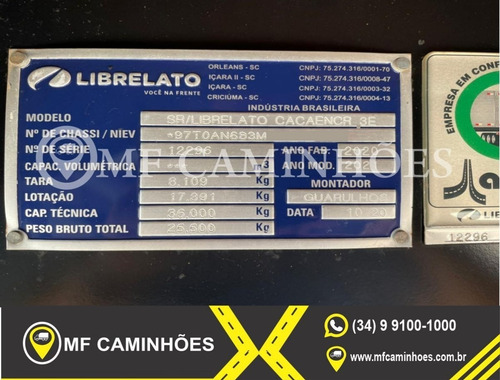 LIBRELATO
VOCÊ NA FRENTE
ORLEANS - SC CNPJ: 75.274.316/0001-70
IÇARA II - SC CNPJ: 75.274.316/0008-47
IÇARA - SC CNPJ: 75.274.316/0003-32
CRICIÚMA - SC CNPJ: 75.274.316/0004-13
INDÚSTRIA BRASILEIRA
MODELO SR/LIBRELATO CACAENCR 3E
Nº DE CHASSI / NIEV *97T0AN683M
Nº DE SÉRIE 12296 ANO FAB. 2020
CAPAC. VOLUMÉTRICA m3 ANO MOD.
TARA 8.109 Kg MONTADOR
LOTAÇÃO 17.391 Kg GUARULHOS
CAP TÉCNICA 36.000 Kg DATA
PESO BRUTO TOTAL 25.500 Kg
MF CAMINHÕES
EMPRESA EM CONF
12296
MF CAMINHÕES
(34) 9 9100-1000
www.mfcaminhoes.com.br